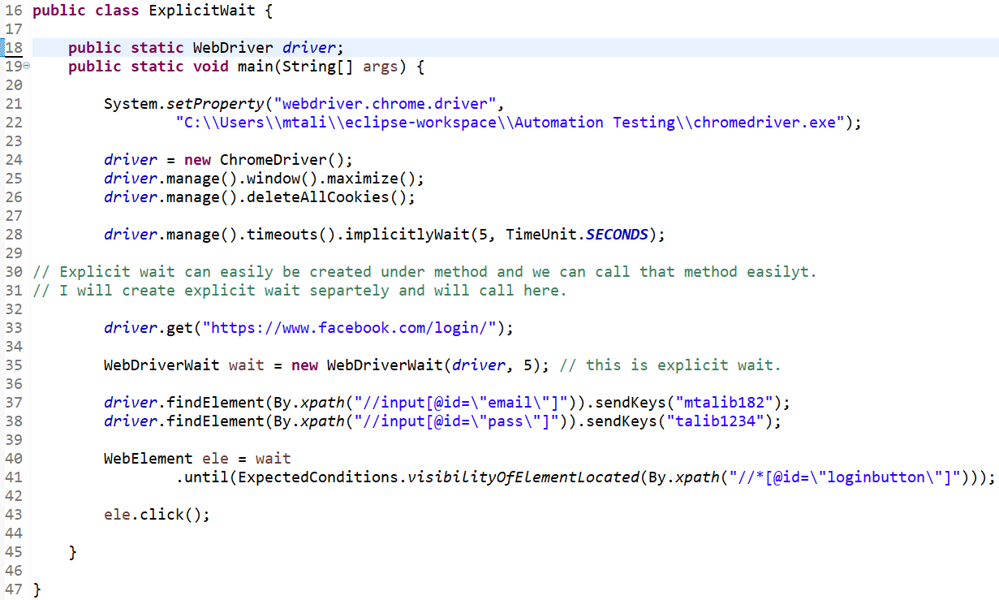 16 public class ExplicitWait {
17
18     public static WebDriver driver;
19     public static void main(String[] args) {
20
21         System.setProperty("webdriver.chrome.driver",
22                 "C:\\Users\\mtali\\eclipse-workspace\\Automation Testing\\chromedriver.exe");
23
24         driver = new ChromeDriver();
25         driver.manage().window().maximize();
26         driver.manage().deleteAllCookies();
27
28         driver.manage().timeouts().implicitlyWait(5, TimeUnit.SECONDS);
29
30 // Explicit wait can easily be created under method and we can call that method easilyt.
31 // I will create explicit wait separtely and will call here.
32
33         driver.get("https://www.facebook.com/login/");
34
35         WebDriverWait wait = new WebDriverWait(driver, 5); // this is explicit wait.
36
37         driver.findElement(By.xpath("//input[@id=\"email\"]")).sendKeys("mtalib182");
38         driver.findElement(By.xpath("//input[@id=\"pass\"]")).sendKeys("talib1234");
39
40         WebElement ele = wait
41                 .until(ExpectedConditions.visibilityOfElementLocated(By.xpath("//*[@id=\"loginbutton\"]")));
42
43         ele.click();
44
45     }
46
47 }